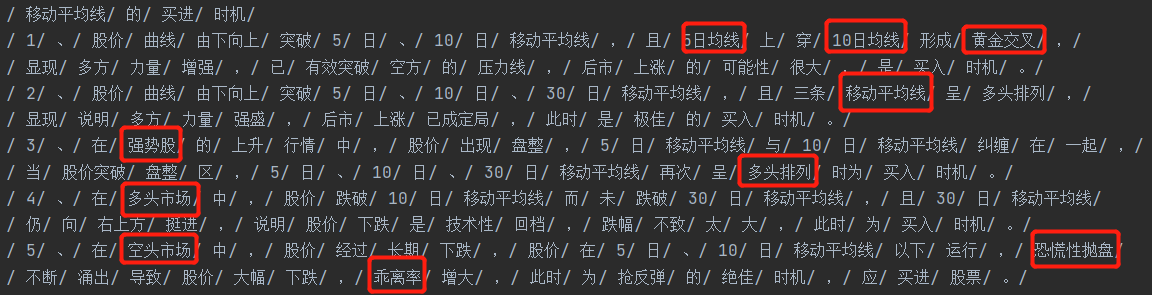 / 移动平均线/ 的/ 买进/ 时机/
/ 1/ 、/ 股价/ 曲线/ 由下向上/ 突破/ 5/ 日/ 、/ 10/ 日/ 移动平均线/ ，/ 且/ 5日均线/ 上/ 穿/ 10日均线/ 形成/ 黄金交叉/ ，/
/ 显现/ 多方/ 力量/ 增强/ ，/ 已/ 有效突破/ 空方/ 的/ 压力线/ ，/ 后市/ 上涨/ 的/ 可能性/ 很大/ ，/ 是/ 买入/ 时机/ 。/
/ 2/ 、/ 股价/ 曲线/ 由下向上/ 突破/ 5/ 日/ 、/ 10/ 日/ 、/ 30/ 日/ 移动平均线/ ，/ 且/ 三条/ 移动平均线/ 呈/ 多头排列/ ，/
/ 显现/ 说明/ 多方/ 力量/ 强盛/ ，/ 后市/ 上涨/ 已成定局/ ，/ 此时/ 是/ 极佳/ 的/ 买入/ 时机/ 。/
/ 3/ 、/ 在/ 强势股/ 的/ 上升/ 行情/ 中/ ，/ 股价/ 出现/ 盘整/ ，/ 5/ 日/ 移动平均线/ 与/ 10/ 日/ 移动平均线/ 纠缠/ 在/ 一起/ ，/
/ 当/ 股价突破/ 盘整/ 区/ ，/ 5/ 日/ 、/ 10/ 日/ 、/ 30/ 日/ 移动平均线/ 再次/ 呈/ 多头排列/ 时为/ 买入/ 时机/ 。/
/ 4/ 、/ 在/ 多头市场/ 中/ ，/ 股价/ 跌破/ 10/ 日/ 移动平均线/ 而/ 未/ 跌破/ 30/ 日/ 移动平均线/ ，/ 且/ 30/ 日/ 移动平均线/
/ 仍/ 向/ 右上方/ 挺进/ ，/ 说明/ 股价/ 下跌/ 是/ 技术性/ 回档/ ，/ 跌幅/ 不致/ 太/ 大/ ，/ 此时/ 为/ 买入/ 时机/ 。/
/ 5/ 、/ 在/ 空头市场/ 中/ ，/ 股价/ 经过/ 长期/ 下跌/ ，/ 股价/ 在/ 5/ 日/ 、/ 10/ 日/ 移动平均线/ 以下/ 运行/ ，/ 恐慌性抛盘/
/ 不断/ 涌出/ 导致/ 股价/ 大幅/ 下跌/ ，/ 乖离率/ 增大/ ，/ 此时/ 为/ 抢反弹/ 的/ 绝佳/ 时机/ ，/ 应/ 买进/ 股票/ 。/